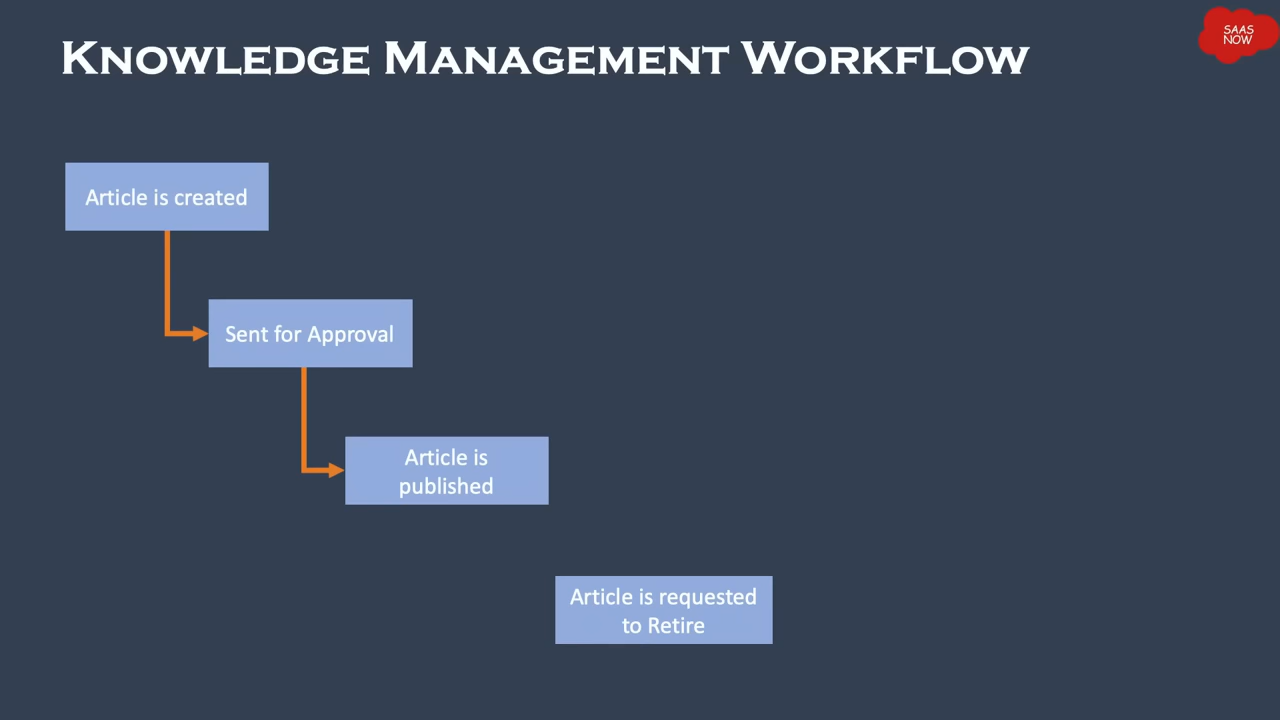 KNOWLEDGE MANAGEMENT WORKFLOW
SAAS
NOW
Article is created
Sent for Approval
Article is
published
Article is requested
to Retire